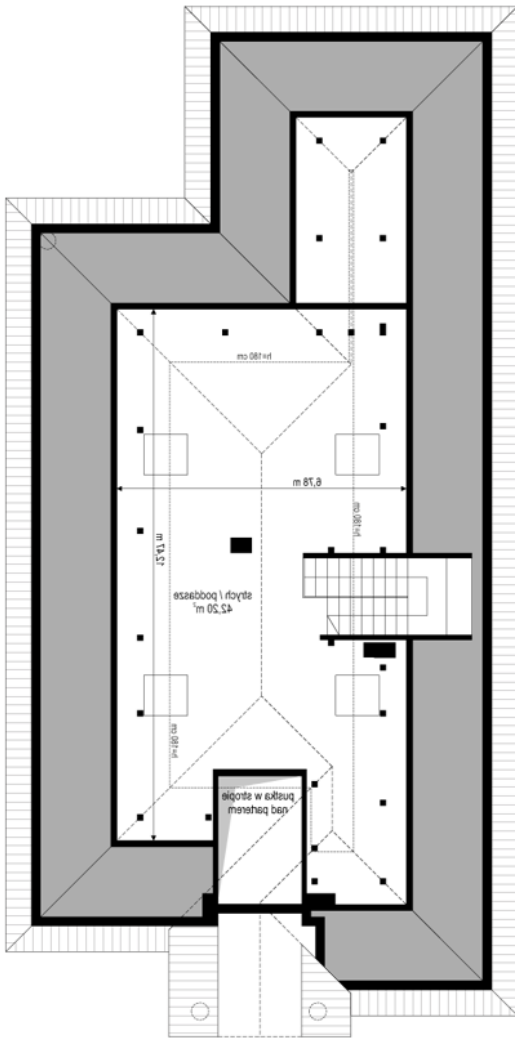 h=180 cm
6,78 m
h=180 cm
12,47 m
strych / poddasze
42,20 m²
h=180 cm
pustka w stropie
nad parterem